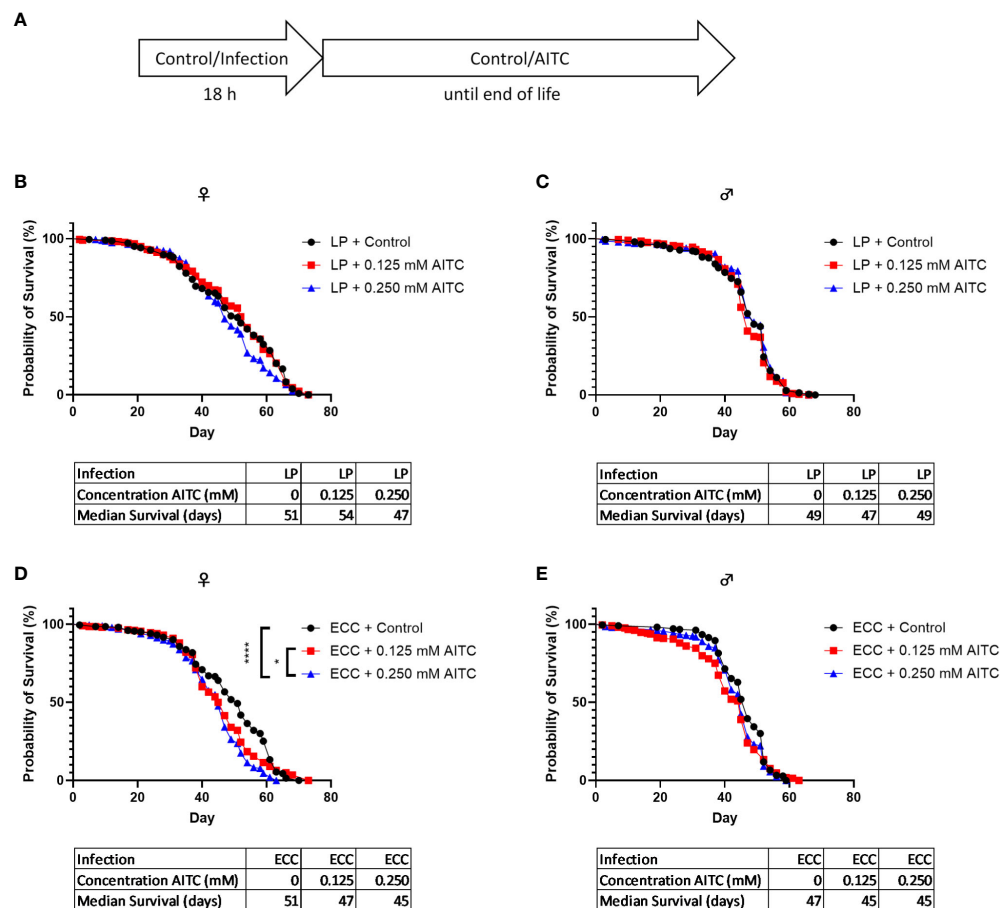 A
Control/Infection
Control/AITC
18 h
until end of life
B
♀
Probability of Survival (%)
100
50
0
0 20 40 60 80
Day
LP + Control
LP + 0.125 mM AITC
LP + 0.250 mM AITC
Infection LP LP LP
Concentration AITC (mM) 0 0.125 0.250
Median Survival (days) 51 54 47
C
♂
Probability of Survival (%)
100
50
0
0 20 40 60 80
Day
LP + Control
LP + 0.125 mM AITC
LP + 0.250 mM AITC
Infection LP LP LP
Concentration AITC (mM) 0 0.125 0.250
Median Survival (days) 49 47 49
D
♀
Probability of Survival (%)
100
50
0
0 20 40 60 80
Day
****
*
ECC + Control
ECC + 0.125 mM AITC
ECC + 0.250 mM AITC
Infection ECC ECC ECC
Concentration AITC (mM) 0 0.125 0.250
Median Survival (days) 51 47 45
E
♂
Probability of Survival (%)
100
50
0
0 20 40 60 80
Day
ECC + Control
ECC + 0.125 mM AITC
ECC + 0.250 mM AITC
Infection ECC ECC ECC
Concentration AITC (mM) 0 0.125 0.250
Median Survival (days) 47 45 45